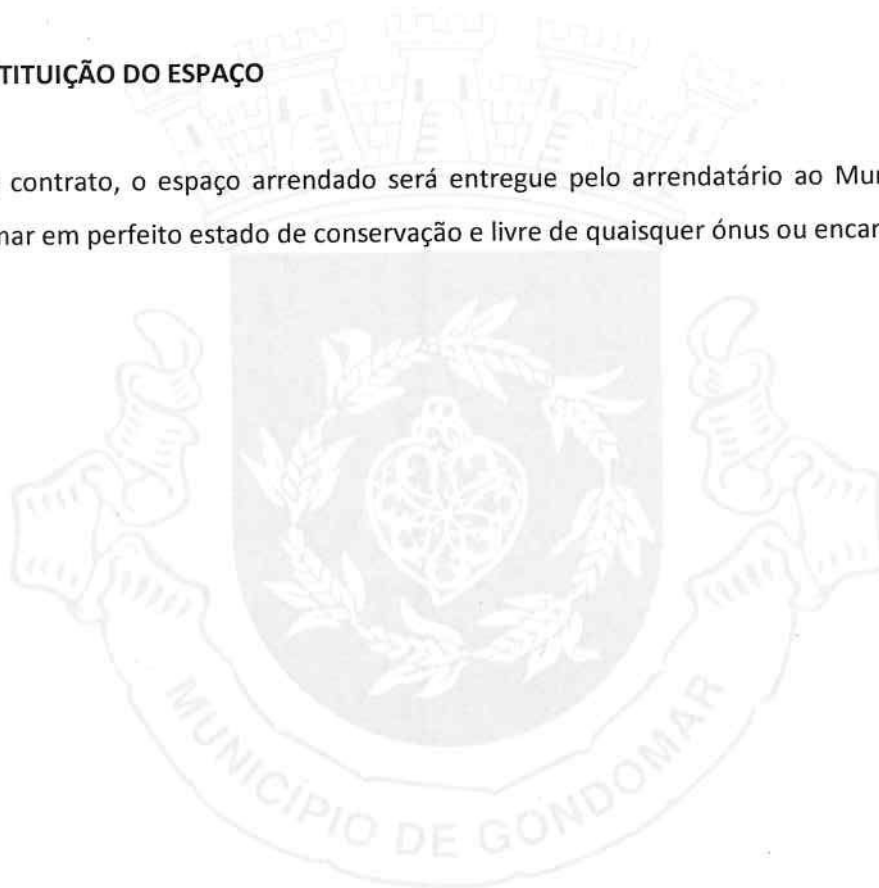 TITUIÇÃO DO ESPAÇO
contrato, o espaço arrendado será entregue pelo arrendatário ao Mun
mar em perfeito estado de conservação e livre de quaisquer ónus ou encar
MUNICÍPIO DE GONDOMAR